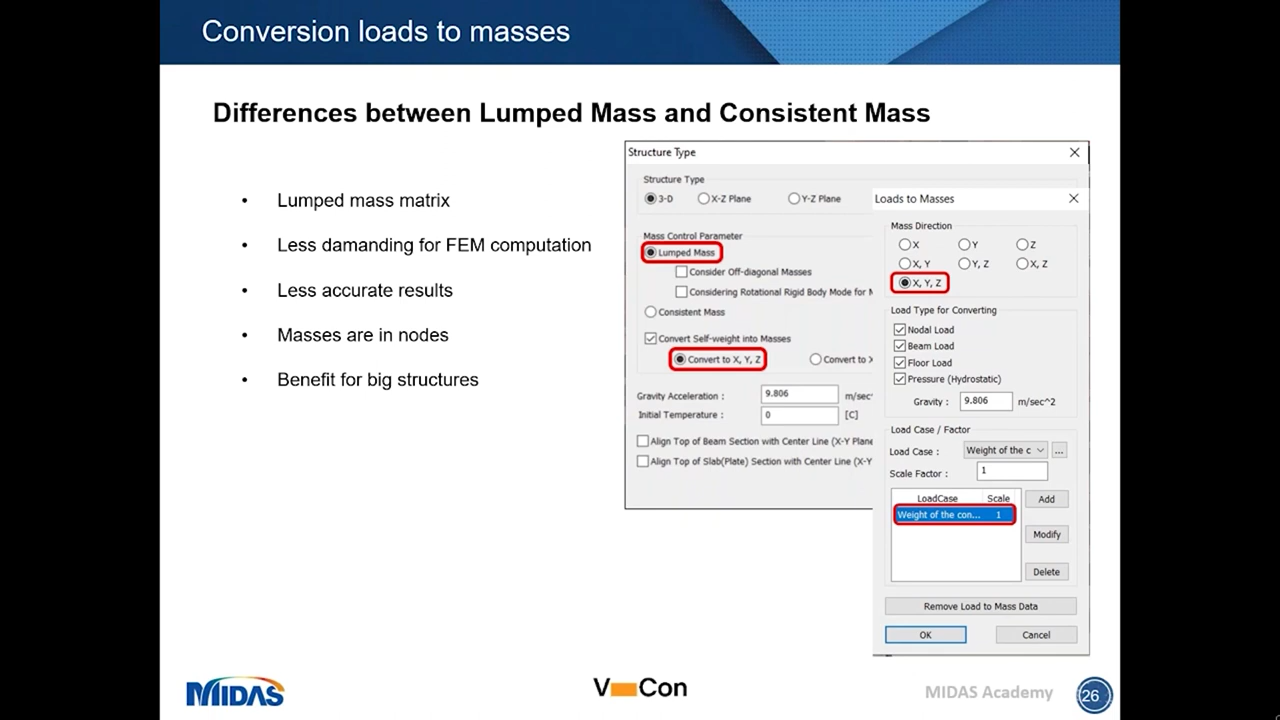 Conversion loads to masses
Differences between Lumped Mass and Consistent Mass
• Lumped mass matrix
• Less damanding for FEM computation
• Less accurate results
• Masses are in nodes
• Benefit for big structures
Structure Type
Structure Type
3-D X-Z Plane Y-Z Plane
Mass Control Parameter
Lumped Mass
Consider Off-diagonal Masses
Considering Rotational Rigid Body Mode for M
Consistent Mass
Convert Self-weight into Masses
Convert to X, Y, Z Convert to X
Gravity Acceleration : 9.806 m/sec
Initial Temperature : 0 [C]
Align Top of Beam Section with Center Line (X-Y Plane
Align Top of Slab(Plate) Section with Center Line (X-Y
Loads to Masses
Mass Direction
X Y Z
X, Y Y, Z X, Z
X, Y, Z
Load Type for Converting
Nodal Load
Beam Load
Floor Load
Pressure (Hydrostatic)
Gravity : 9.806 m/sec^2
Load Case / Factor
Load Case : Weight of the c ...
Scale Factor : 1
LoadCase Scale
Weight of the con... 1
Add
Modify
Delete
Remove Load to Mass Data
OK Cancel
MIDAS
V Con
MIDAS Academy
26